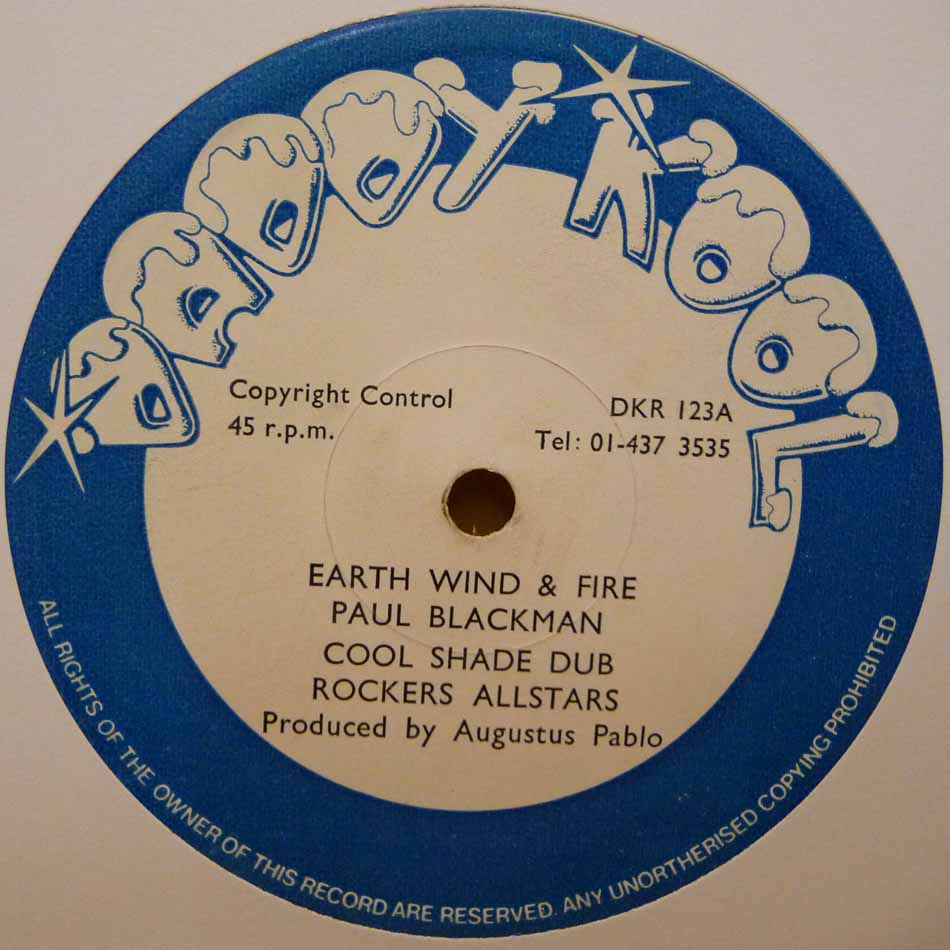 DADDY KOOL
Copyright Control
45 r.p.m.
DKR 123A
Tel: 01-437 3535
EARTH WIND & FIRE
PAUL BLACKMAN
COOL SHADE DUB
ROCKERS ALLSTARS
Produced by Augustus Pablo
ALL RIGHTS OF THE OWNER OF THIS RECORD ARE RESERVED. ANY UNORTHERISED COPYING PROHIBITED